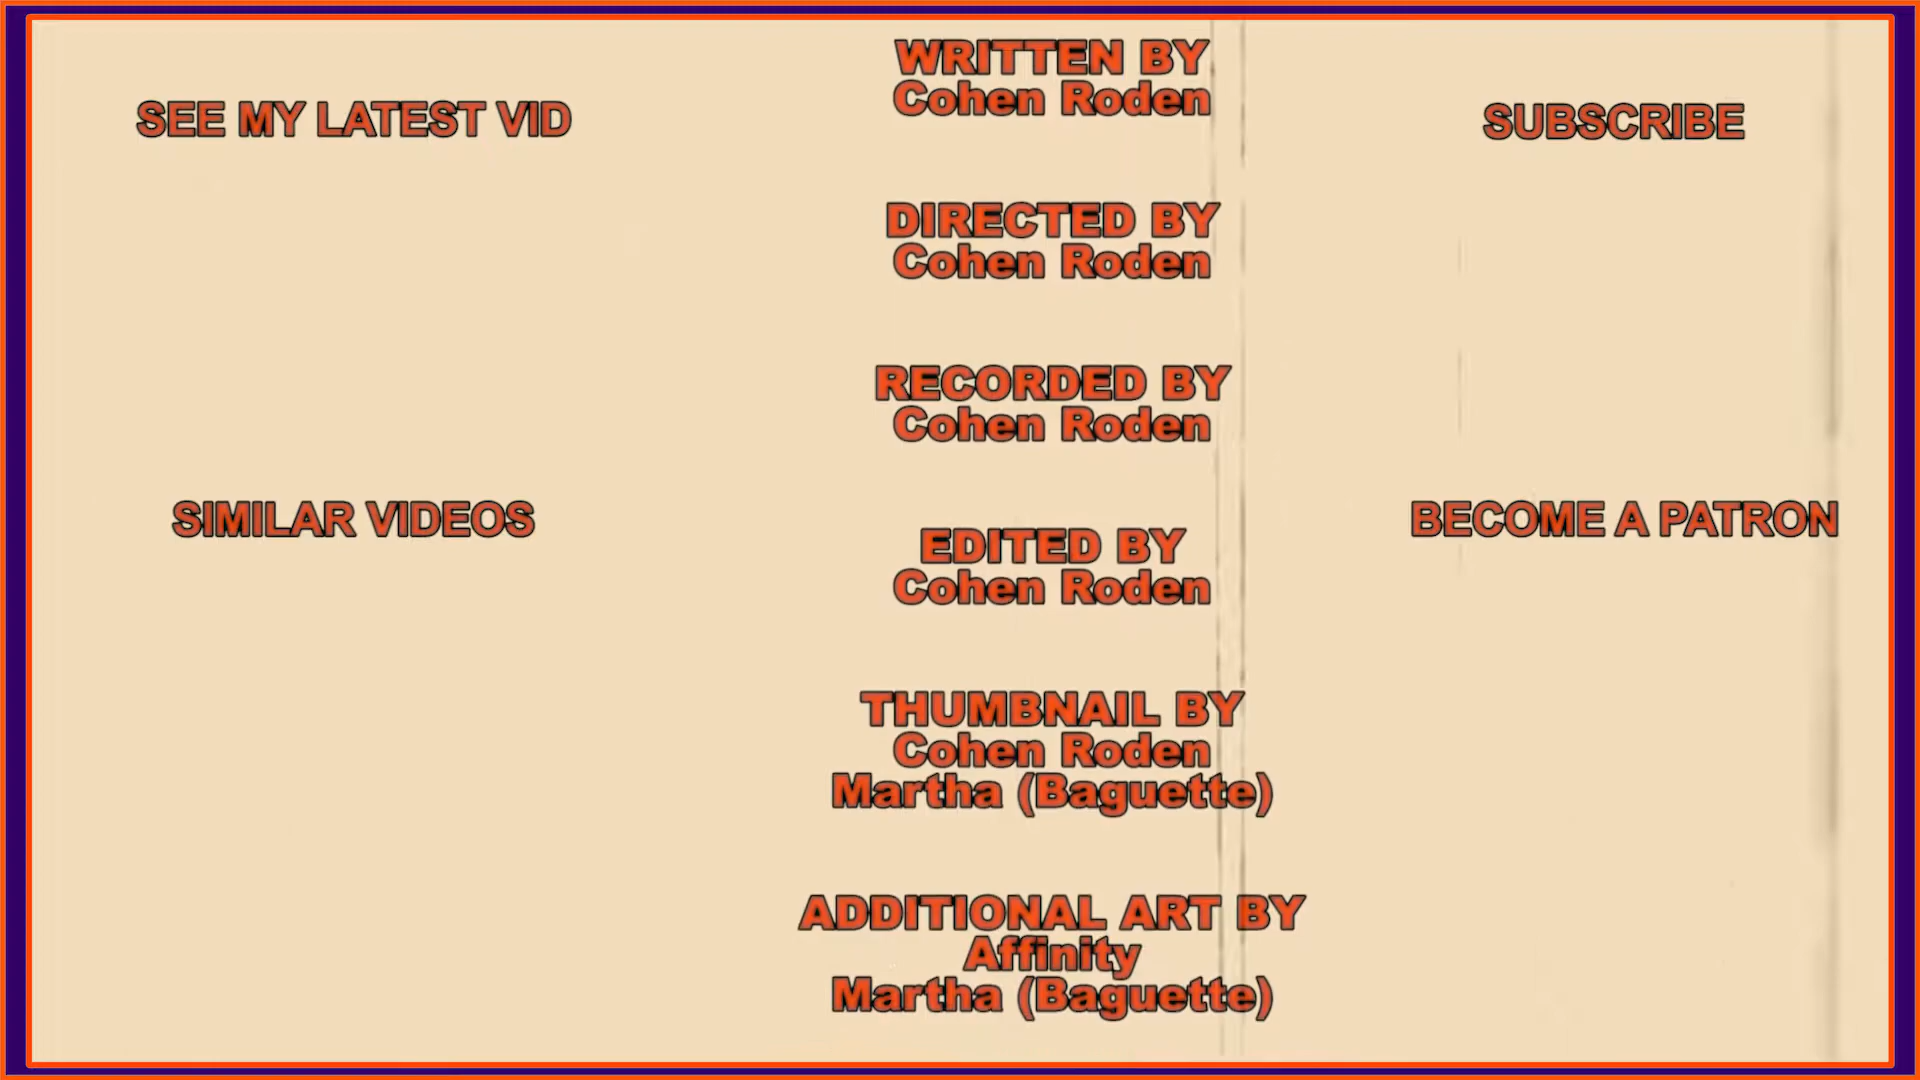 SEE MY LATEST VID
SIMILAR VIDEOS
WRITTEN BY
Cohen Roden
DIRECTED BY
Cohen Roden
RECORDED BY
Cohen Roden
EDITED BY
Cohen Roden
THUMBNAIL BY
Cohen Roden
Martha (Baguette)
ADDITIONAL ART BY
Affinity
Martha (Baguette)
SUBSCRIBE
BECOME A PATRON